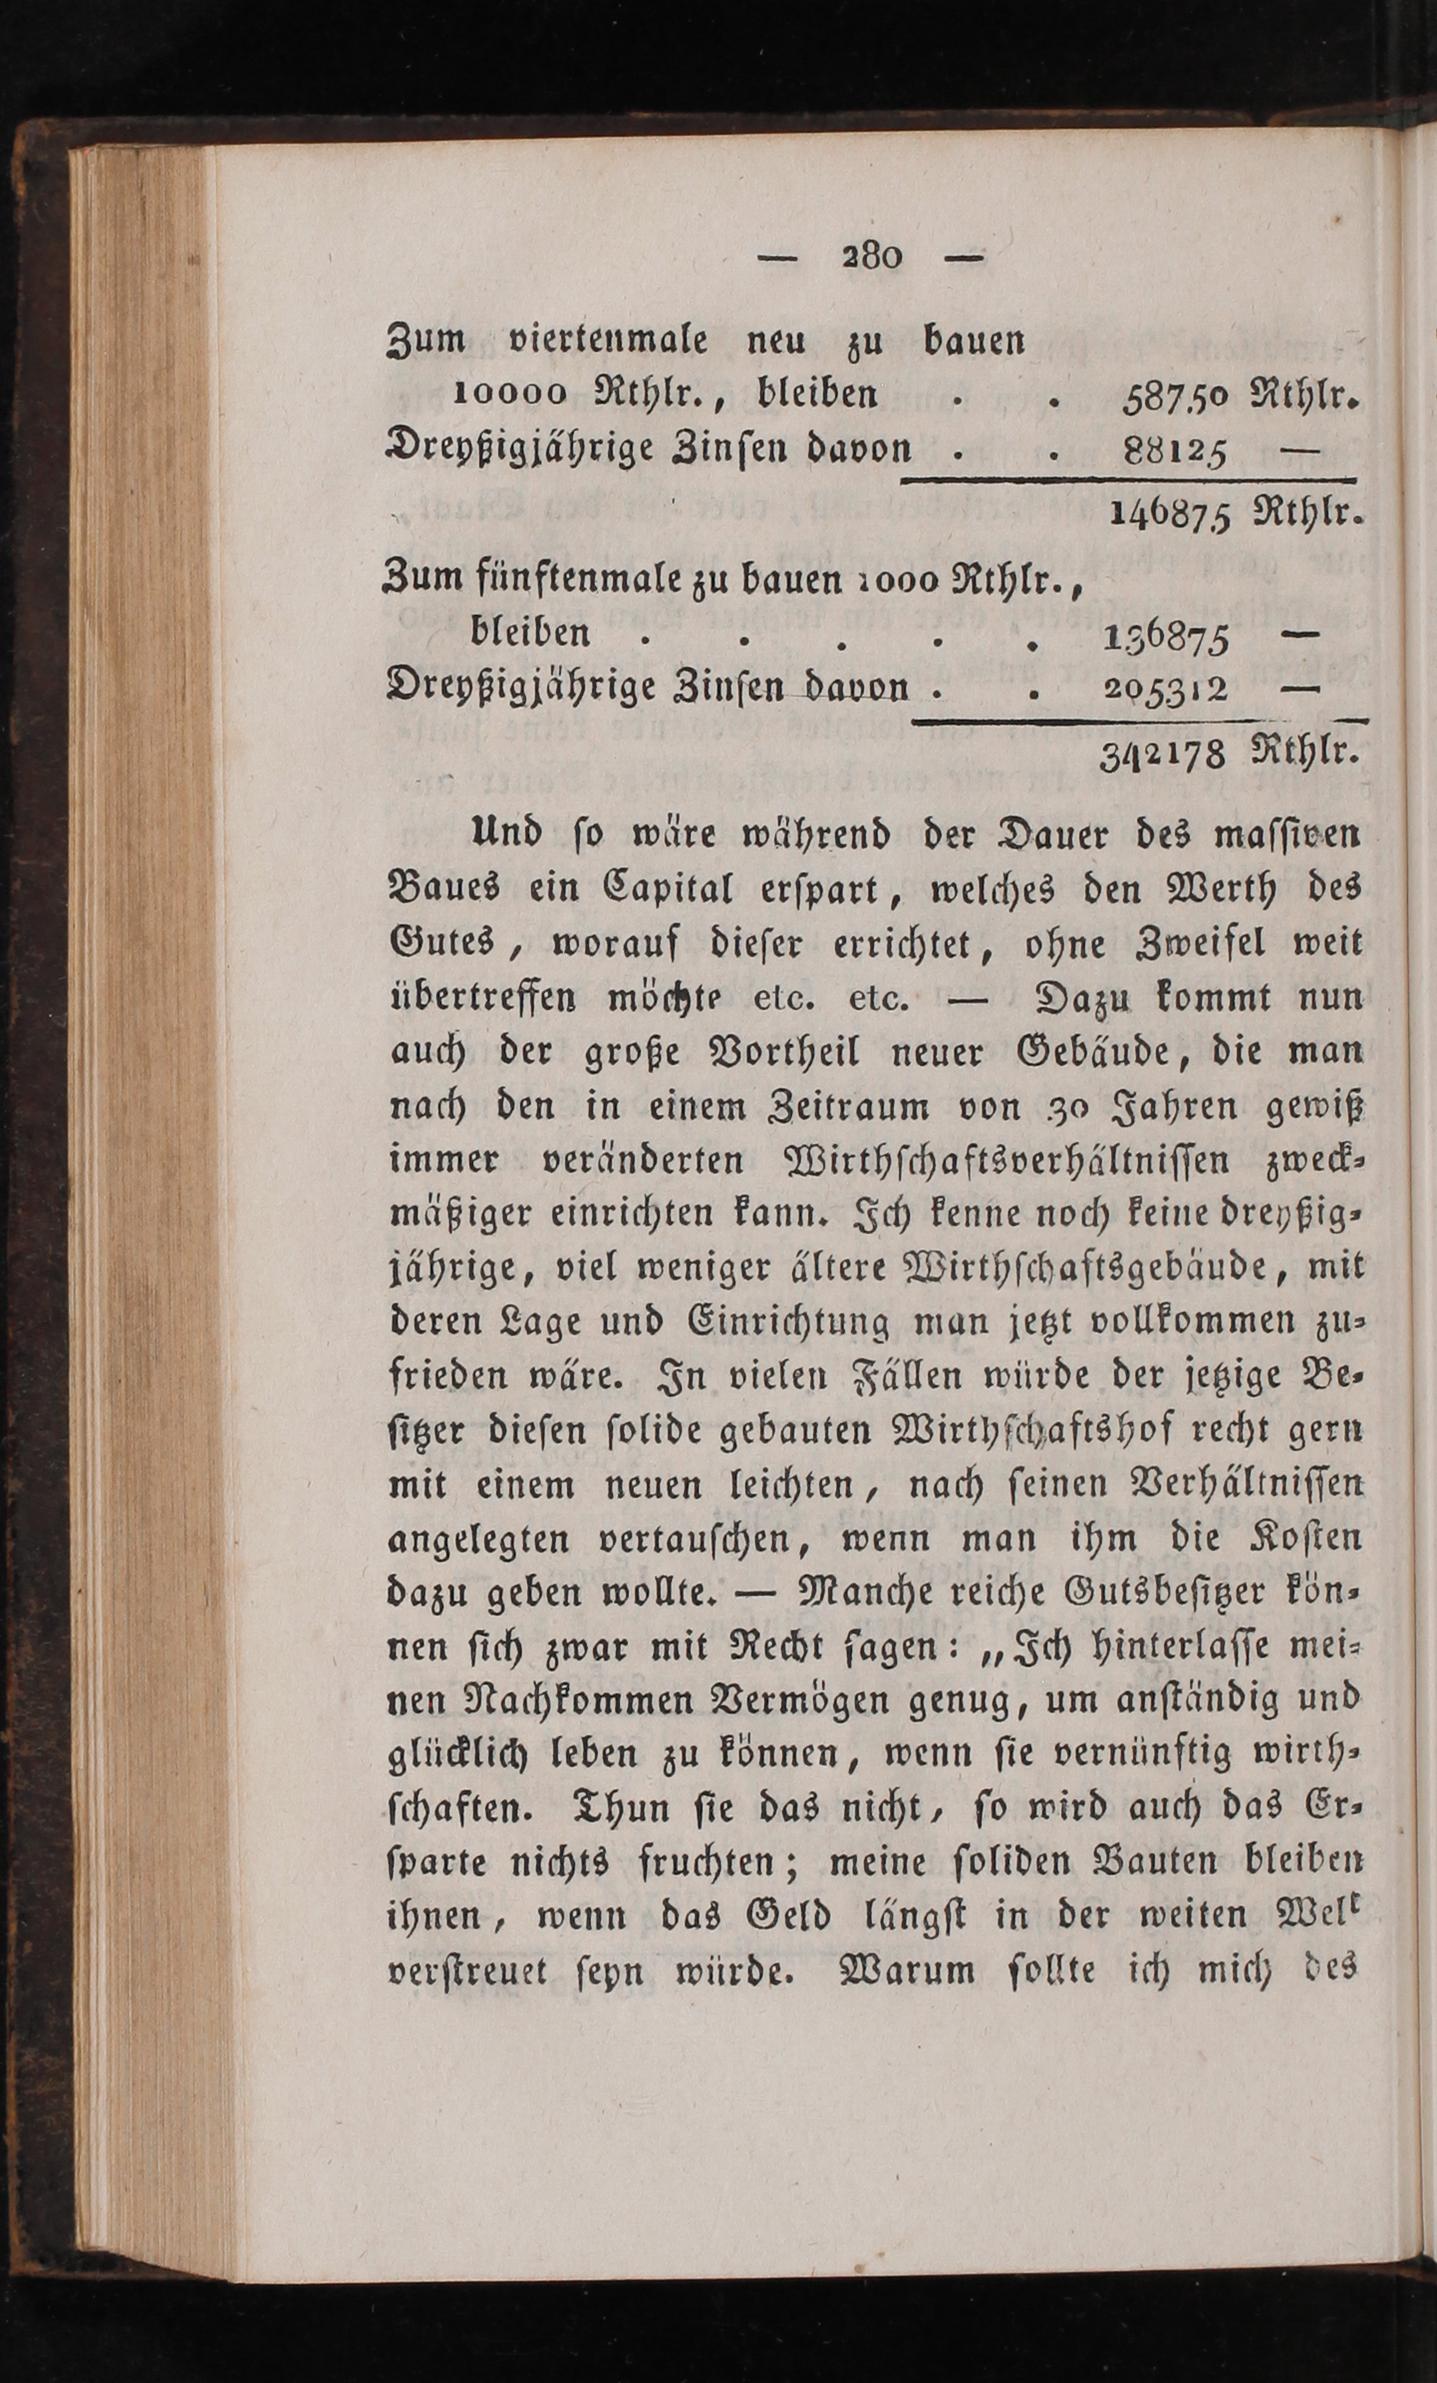 — 280 —
Zum viertenmale neu zu bauen
10000 Rthlr., bleiben . . 58750 Rthlr.
Dreyßigjährige Zinſen davon . . 88125 —
146875 Rthlr.
Zum fünftenmale zu bauen 1000 Rthlr.,
bleiben . . . . . 136875 —
Dreyßigjährige Zinſen davon . . 205312 —
342178 Rthlr.
Und ſo wäre während der Dauer des maſſiven
Baues ein Capital erſpart, welches den Werth des
Gutes, worauf dieſer errichtet, ohne Zweifel weit
übertreffen möchte etc. etc. — Dazu kommt nun
auch der große Vortheil neuer Gebäude, die man
nach den in einem Zeitraum von 30 Jahren gewiß
immer veränderten Wirthſchaftsverhältniſſen zweck-
mäßiger einrichten kann. Ich kenne noch keine dreyßig-
jährige, viel weniger ältere Wirthſchaftsgebäude, mit
deren Lage und Einrichtung man jetzt vollkommen zu-
frieden wäre. In vielen Fällen würde der jetzige Be-
ſitzer dieſen ſolide gebauten Wirthſchaftshof recht gern
mit einem neuen leichten, nach ſeinen Verhältniſſen
angelegten vertauſchen, wenn man ihm die Koſten
dazu geben wollte. — Manche reiche Gutsbeſitzer kön-
nen ſich zwar mit Recht ſagen: „Ich hinterlaſſe mei-
nen Nachkommen Vermögen genug, um anſtändig und
glücklich leben zu können, wenn ſie vernünftig wirth-
ſchaften. Thun ſie das nicht, ſo wird auch das Er-
ſparte nichts fruchten; meine ſoliden Bauten bleiben
ihnen, wenn das Geld längſt in der weiten Welt
verſtreuet ſeyn würde. Warum ſollte ich mich des